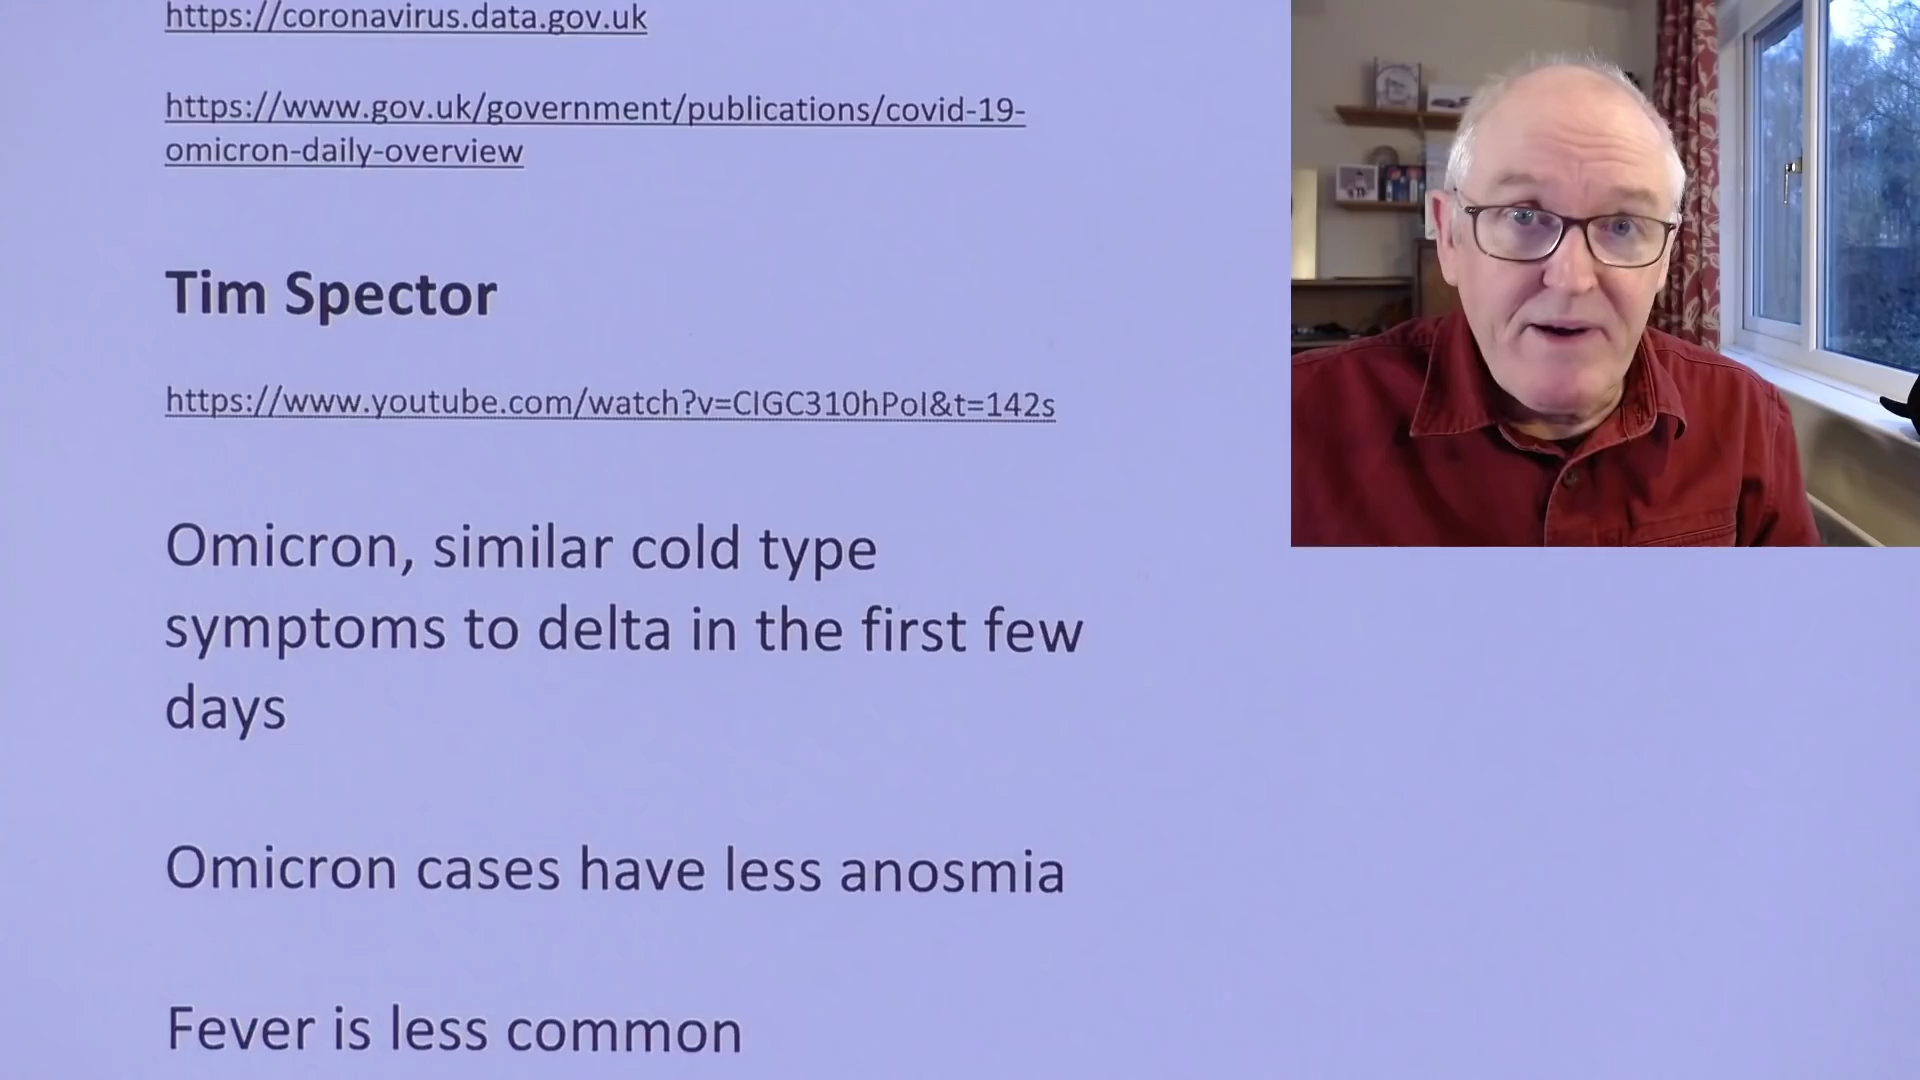 https://coronavirus.data.gov.uk
https://www.gov.uk/government/publications/covid-19-
omicron-daily-overview
Tim Spector
https://www.youtube.com/watch?v=CIGC310hPoI&t=142s
Omicron, similar cold type
symptoms to delta in the first few
days
Omicron cases have less anosmia
Fever is less common